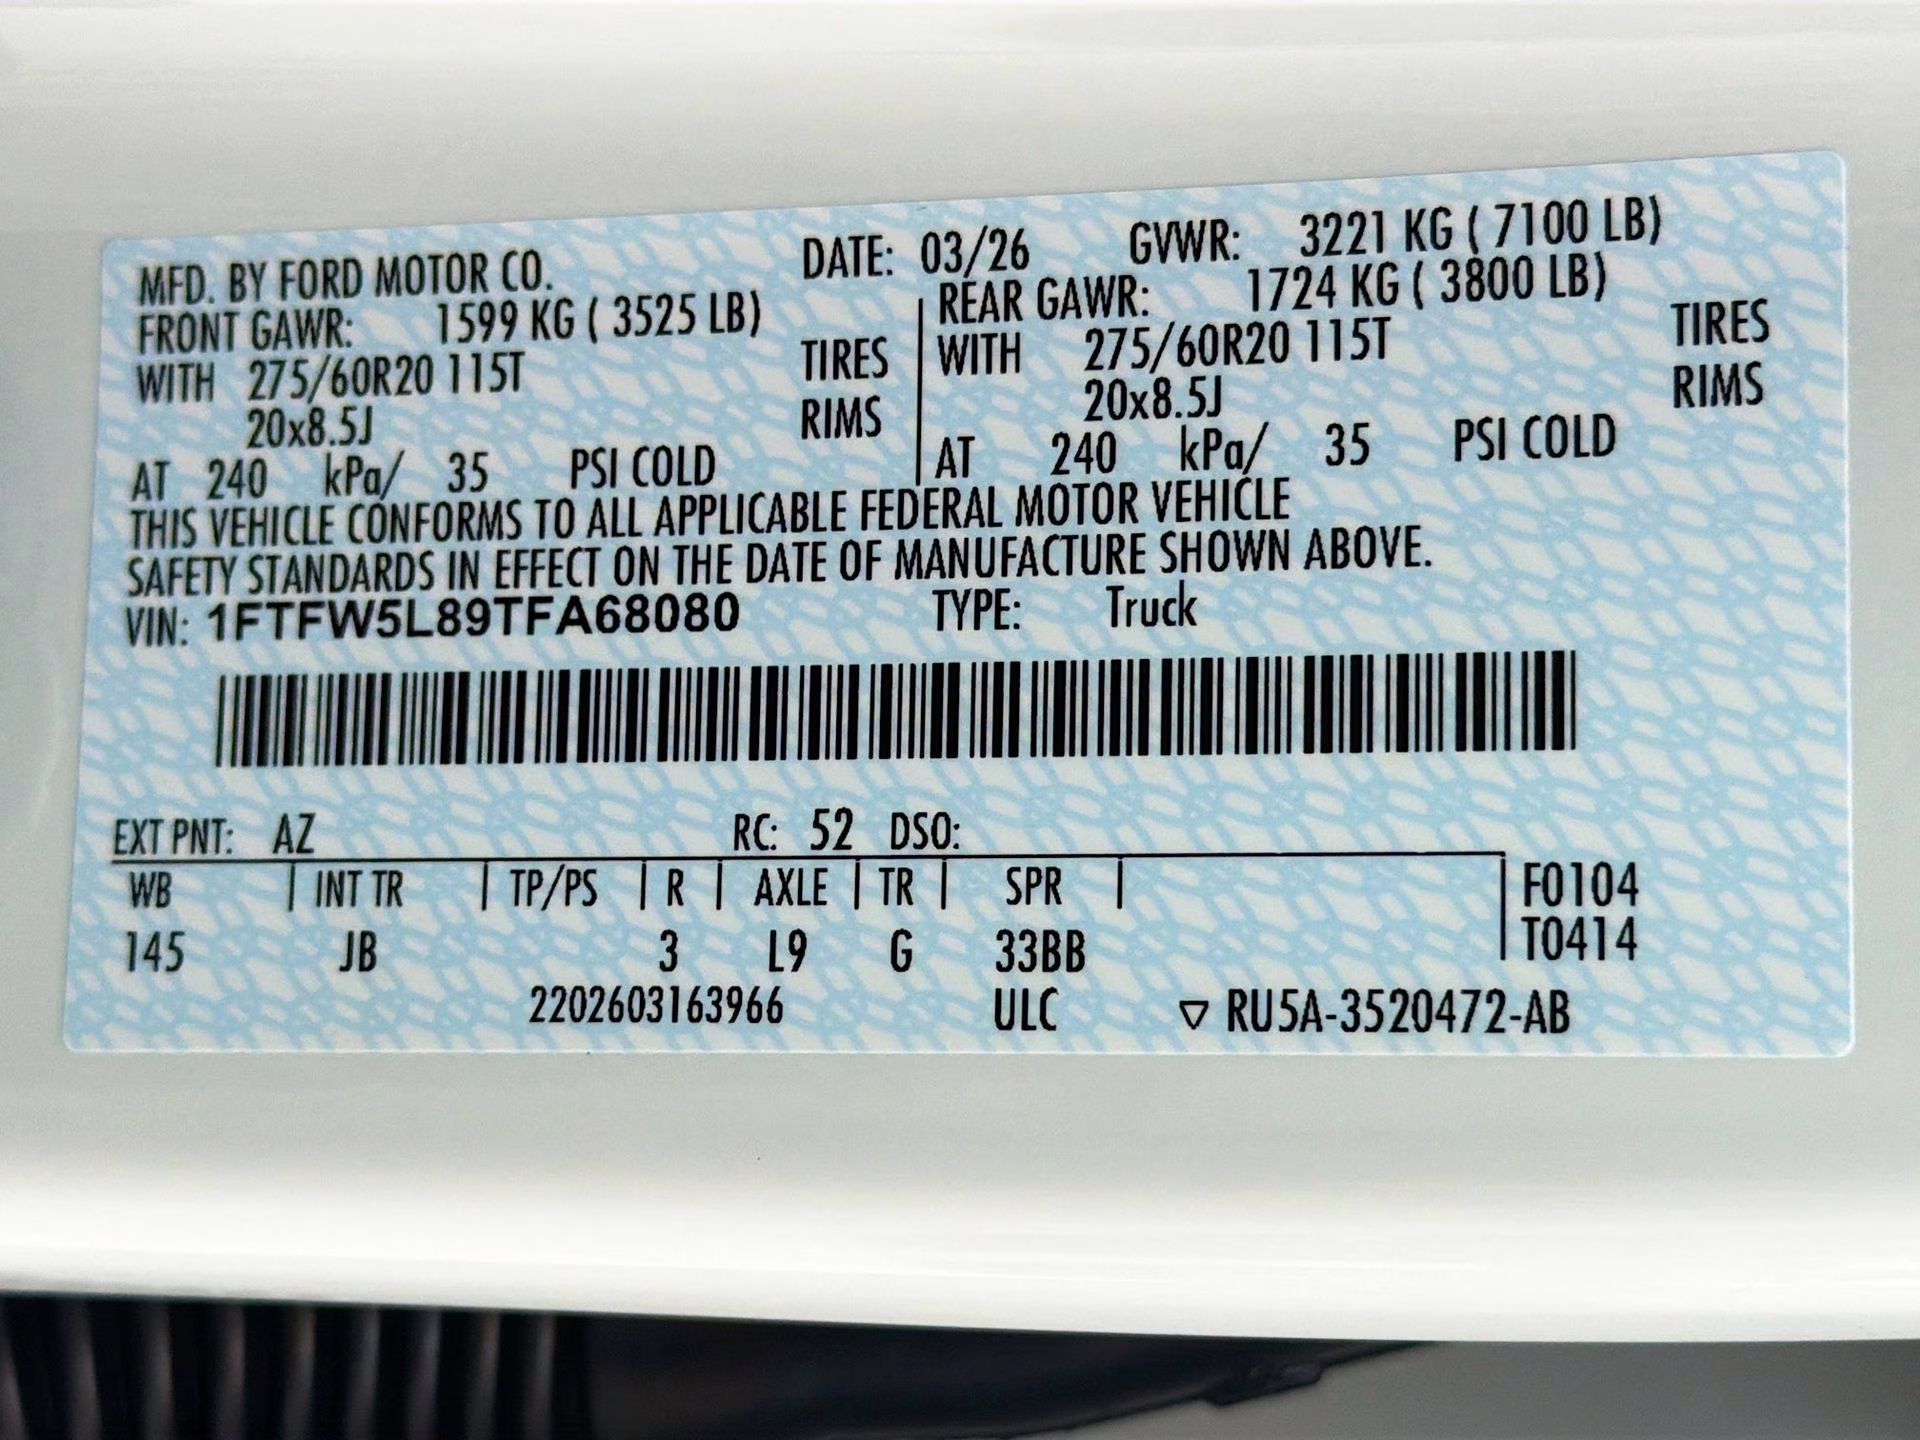 MFD. BY FORD MOTOR CO. DATE: 03/26 GVWR: 3221 KG ( 7100 LB)
FRONT GAWR: 1599 KG ( 3525 LB) REAR GAWR: 1724 KG ( 3800 LB)
WITH 275/60R20 115T TIRES WITH 275/60R20 115T TIRES
20x8.5J RIMS 20x8.5J RIMS
AT 240 kPa/ 35 PSI COLD AT 240 kPa/ 35 PSI COLD
THIS VEHICLE CONFORMS TO ALL APPLICABLE FEDERAL MOTOR VEHICLE
SAFETY STANDARDS IN EFFECT ON THE DATE OF MANUFACTURE SHOWN ABOVE.
VIN: 1FTFW5L89TFA68080 TYPE: Truck
EXT PNT: AZ RC: 52 DSO:
WB INT TR TP/PS R AXLE TR SPR F0104
145 JB 3 L9 G 33BB T0414
2202603163966 ULC ▽ RU5A-3520472-AB